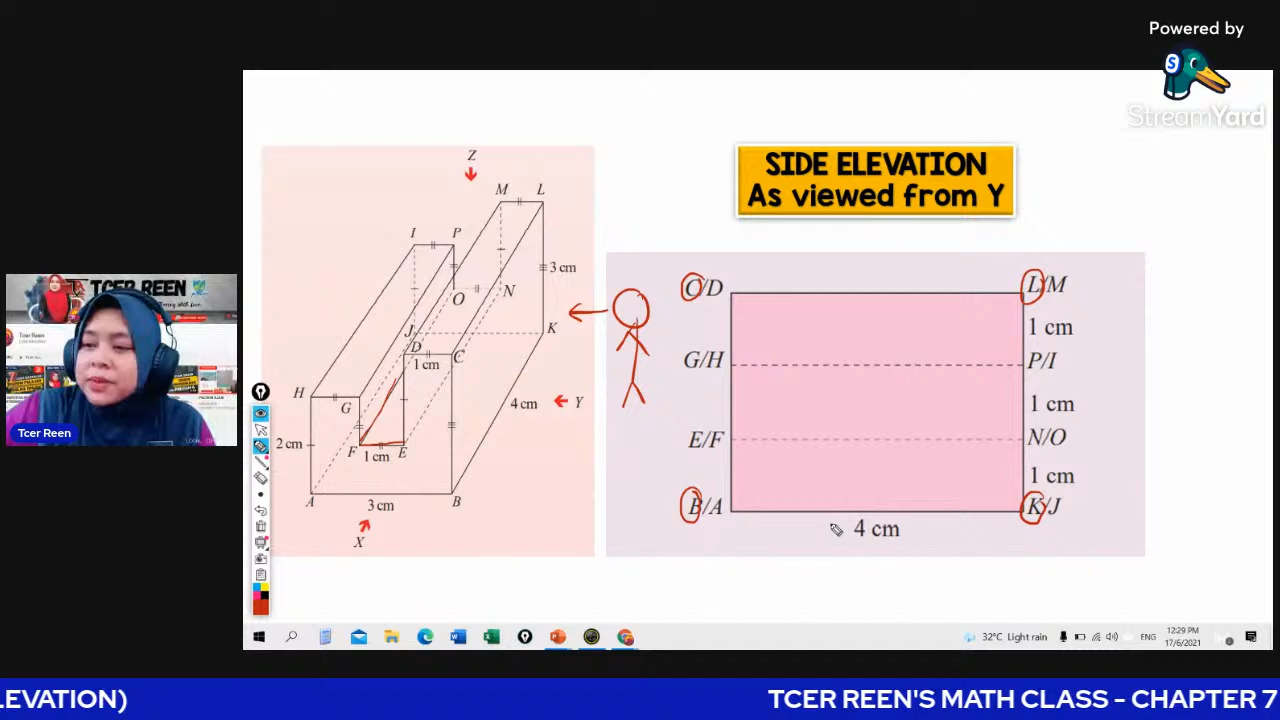 Powered by
S
StreamYard
SIDE ELEVATION
As viewed from Y
Z
M L
I P
3 cm
O N
J K
D C
1 cm
H G
4 cm Y
2 cm
F E
1 cm
A B
3 cm
X
C/D L/M
1 cm
G/H P/I
1 cm
E/F N/O
1 cm
B/A K/J
4 cm
TCER REEN
Tcer Reen
Tcer Reen
32°C Light rain
ENG
12:29 PM
17/6/2021
LEVATION)
TCER REEN'S MATH CLASS - CHAPTER 7